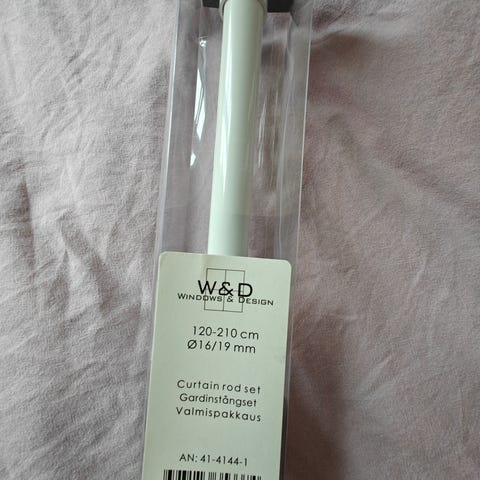 W&D
WINDOWS & DESIGN
120-210 cm
Ø16/19 mm
Curtain rod set
Gardinstångset
Valmispakkaus
AN: 41-4144-1